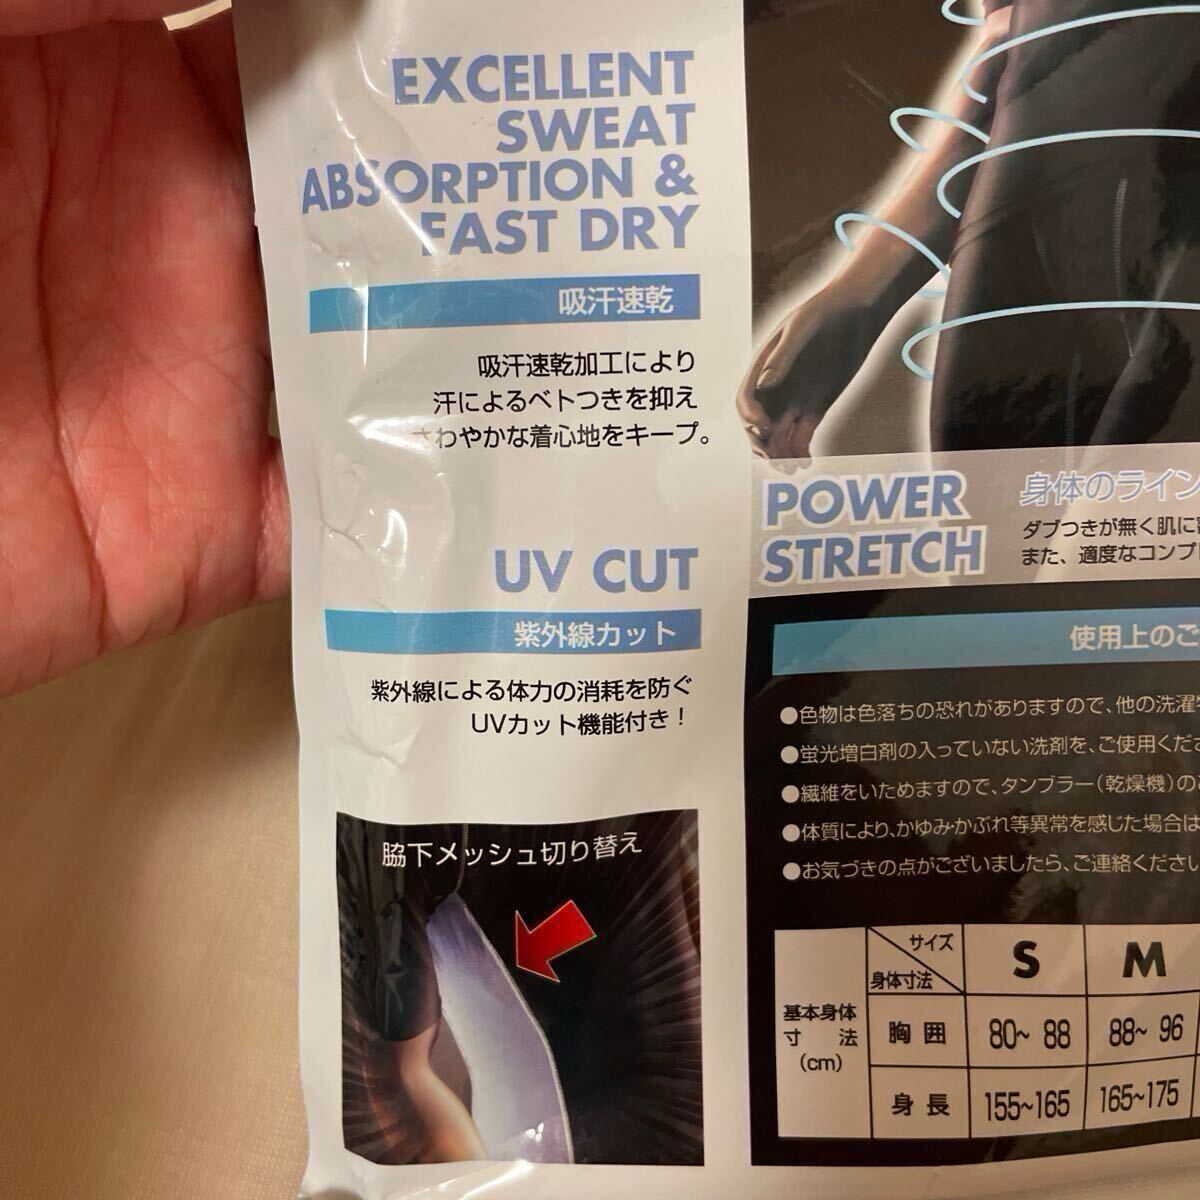 EXCELLENT
SWEAT
ABSORPTION &
FAST DRY
吸汗速乾
吸汗速乾加工により
汗によるベトつきを抑え
さわやかな着心地をキープ。
UV CUT
紫外線カット
紫外線による体力の消耗を防ぐ
UVカット機能付き!
脇下メッシュ切り替え
POWER
STRETCH
身体のライン
ダブつきが無く肌に
また、適度なコンプ
使用上のご
●色物は色落ちの恐れがありますので、他の洗濯
●蛍光増白剤の入っていない洗剤を、ご使用くださ
●繊維をいためますので、タンブラー(乾燥機)の
●体質により、かゆみ・かぶれ等異常を感じた場合は
●お気づきの点がございましたら、ご連絡ください
サイズ S M
身体寸法
基本身体
寸 法
(cm)
胸囲 80~ 88 88~ 96
身長 155~165 165~175